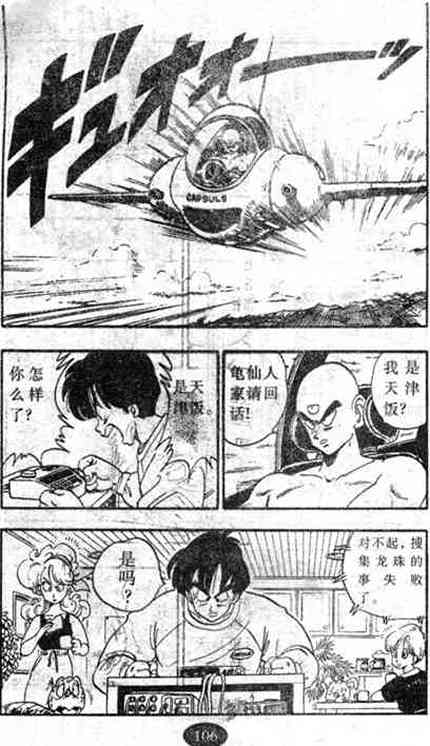 ギュオオーッ
CAPSULE
我是
天津
饭?
龟仙人
家请回
话!
是天
津饭。
你怎
么样
了?
对不起,搜
集龙珠的
事失败
了。
是
吗?
106